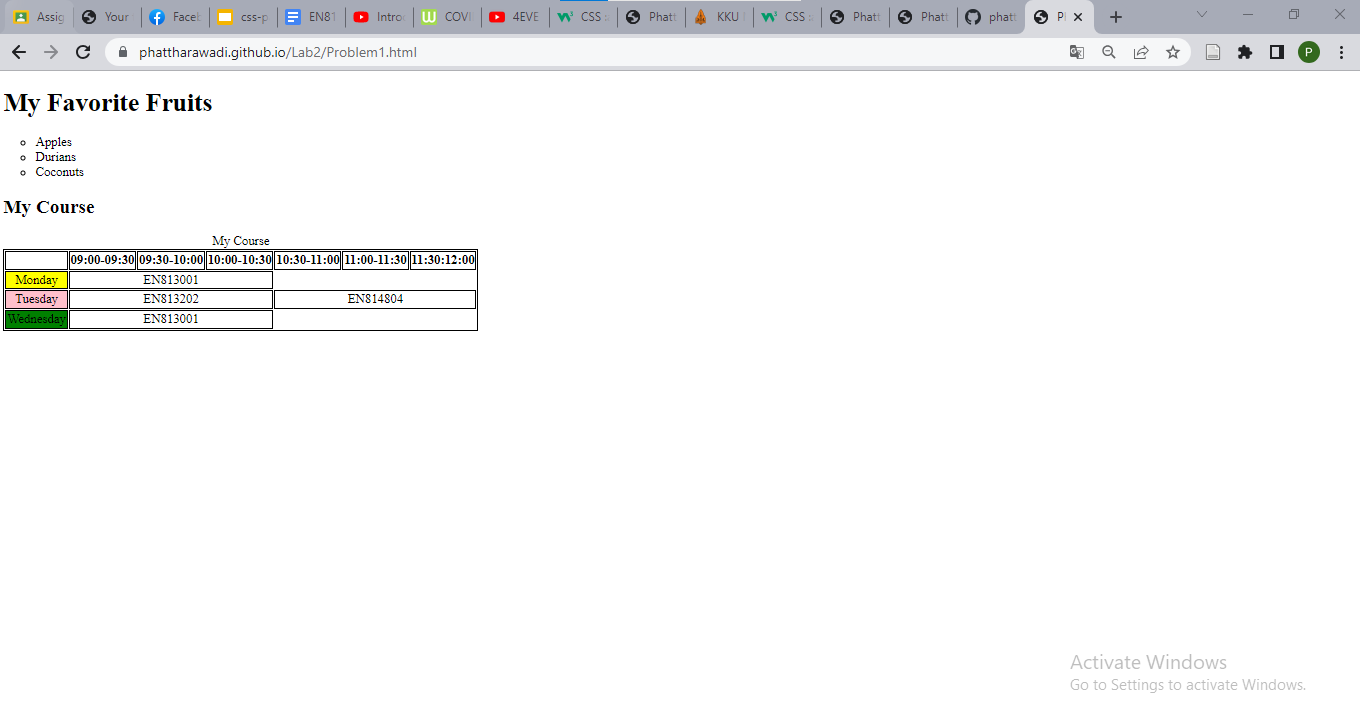 Assig Your Faceb css-p EN81 Intro COVI 4EVE CSS Phatt KKU CSS Phatt Phatt phatt
phattharawadi.github.io/Lab2/Problem1.html P
My Favorite Fruits
Apples
Durians
Coconuts
My Course
My Course
09:00-09:30 09:30-10:00 10:00-10:30 10:30-11:00 11:00-11:30 11:30:12:00
Monday EN813001
Tuesday EN813202 EN814804
Wednesday EN813001
Activate Windows
Go to Settings to activate Windows.